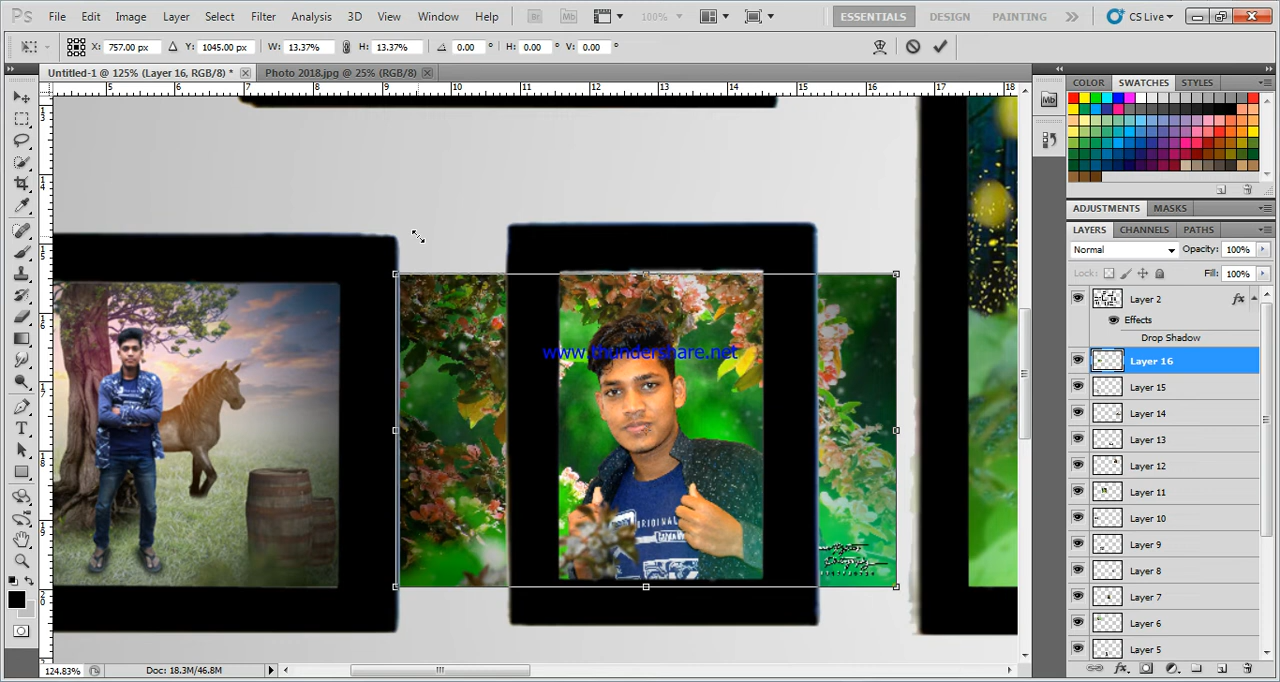 Ps File Edit Image Layer Select Filter Analysis 3D View Window Help Br Mb 100% ESSENTIALS DESIGN PAINTING CS Live
X: 757.00 px Y: 1045.00 px W: 13.37% H: 13.37% 0.00 ° H: 0.00 ° V: 0.00 °
Untitled-1 @ 125% (Layer 16, RGB/8) * Photo 2018.jpg @ 25% (RGB/8)
5 6 7 8 9 10 11 12 13 14 15 16 17 18
COLOR SWATCHES STYLES
Mb
ADJUSTMENTS MASKS
LAYERS CHANNELS PATHS
Normal Opacity: 100%
Lock: Fill: 100%
Layer 2 fx
Effects
Drop Shadow
Layer 16
Layer 15
Layer 14
Layer 13
Layer 12
Layer 11
Layer 10
Layer 9
Layer 8
Layer 7
Layer 6
Layer 5
www.thundershare.net
ORIGINAL
124.83% Doc: 18.3M/46.8M